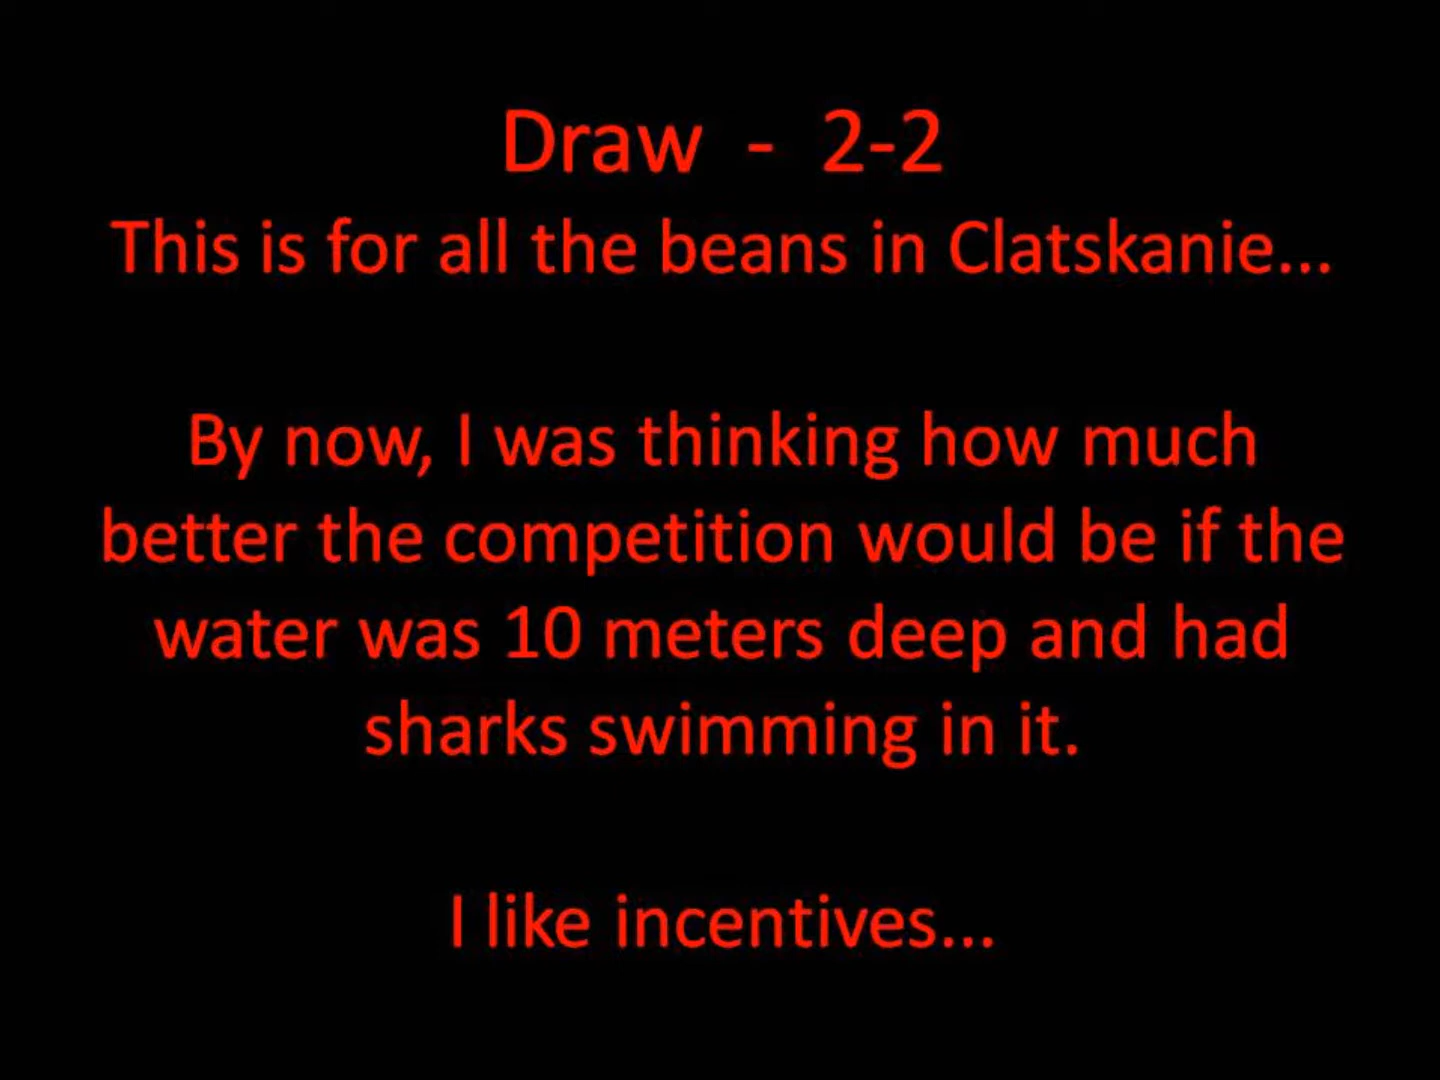 Draw - 2-2
This is for all the beans in Clatskanie...
By now, I was thinking how much
better the competition would be if the
water was 10 meters deep and had
sharks swimming in it.
I like incentives...